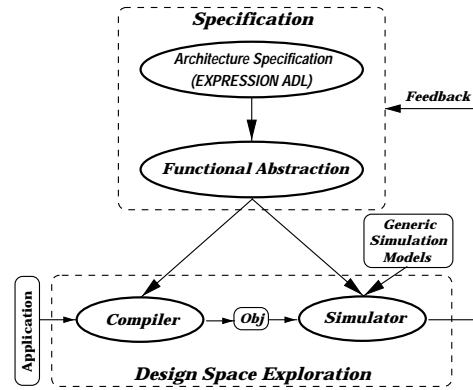 Specification
Architecture Specification
(EXPRESSION ADL)
Feedback
Functional Abstraction
Generic
Simulation
Models
Application
Compiler
Obj
Simulator
Design Space Exploration